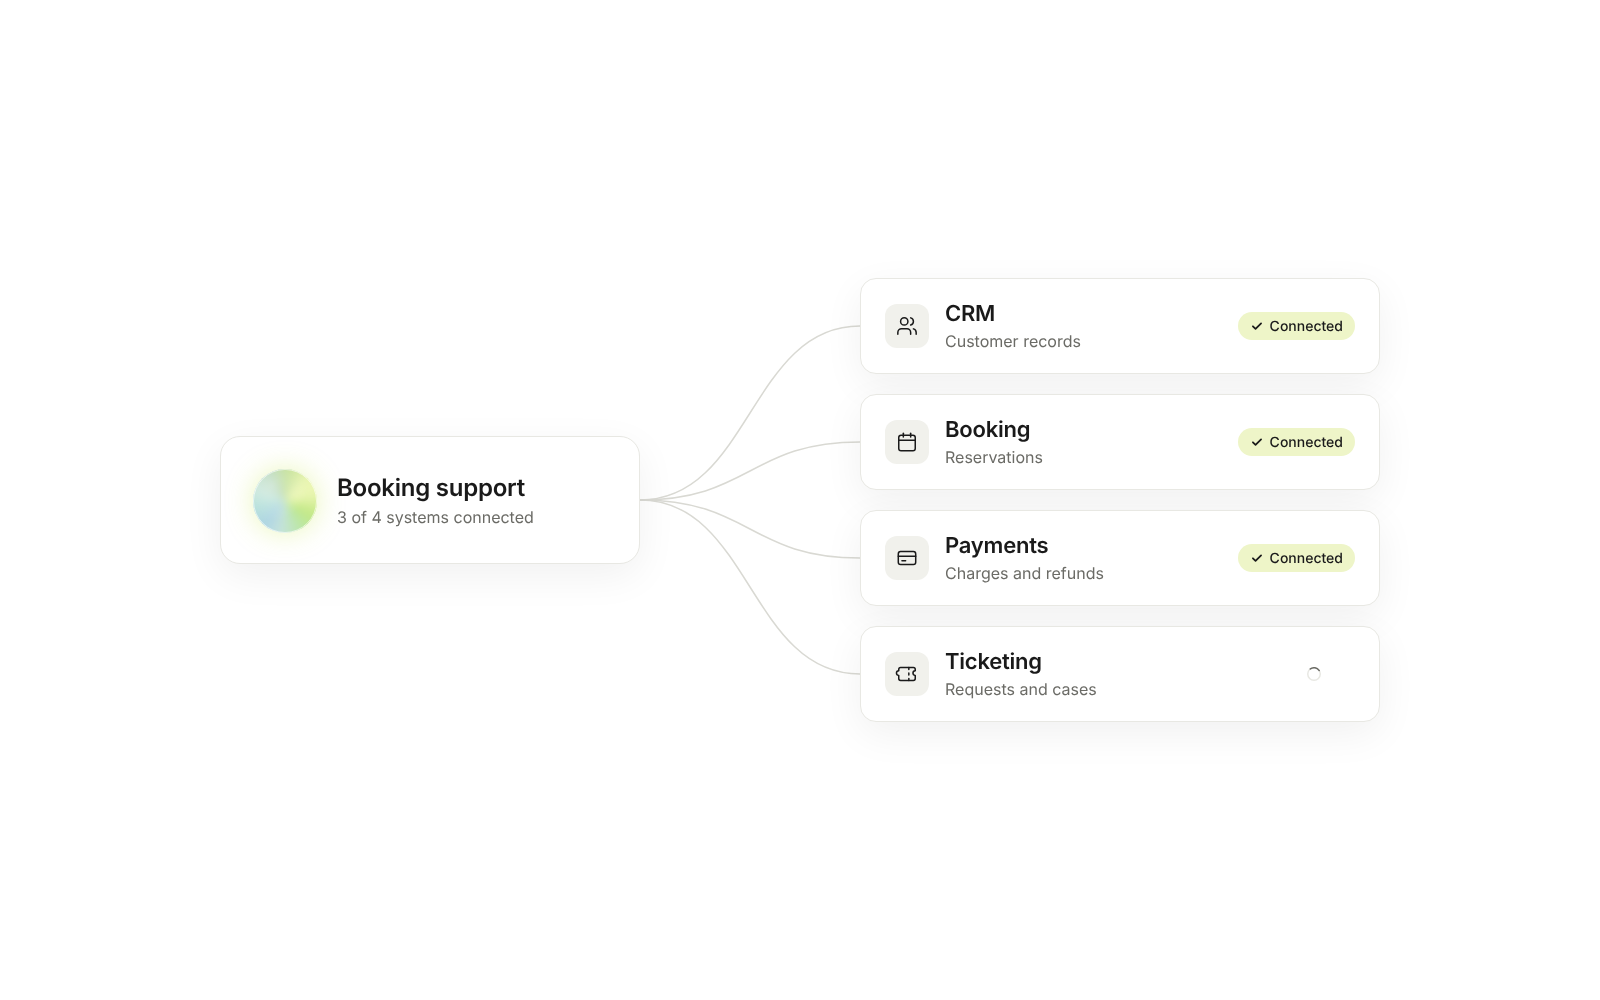 Booking support
3 of 4 systems connected
CRM
Customer records
Connected
Booking
Reservations
Connected
Payments
Charges and refunds
Connected
Ticketing
Requests and cases